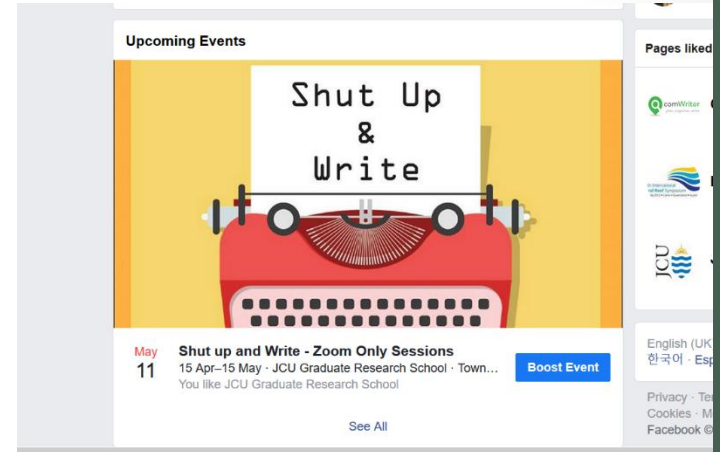 Upcoming Events
Shut Up
&
Write
May
11
Shut up and Write - Zoom Only Sessions
15 Apr–15 May · JCU Graduate Research School · Town...
You like JCU Graduate Research School
Boost Event
See All
Pages liked
comWriter
JCU
English (UK
한국어 · Esp
Privacy · Te
Cookies · M
Facebook ©